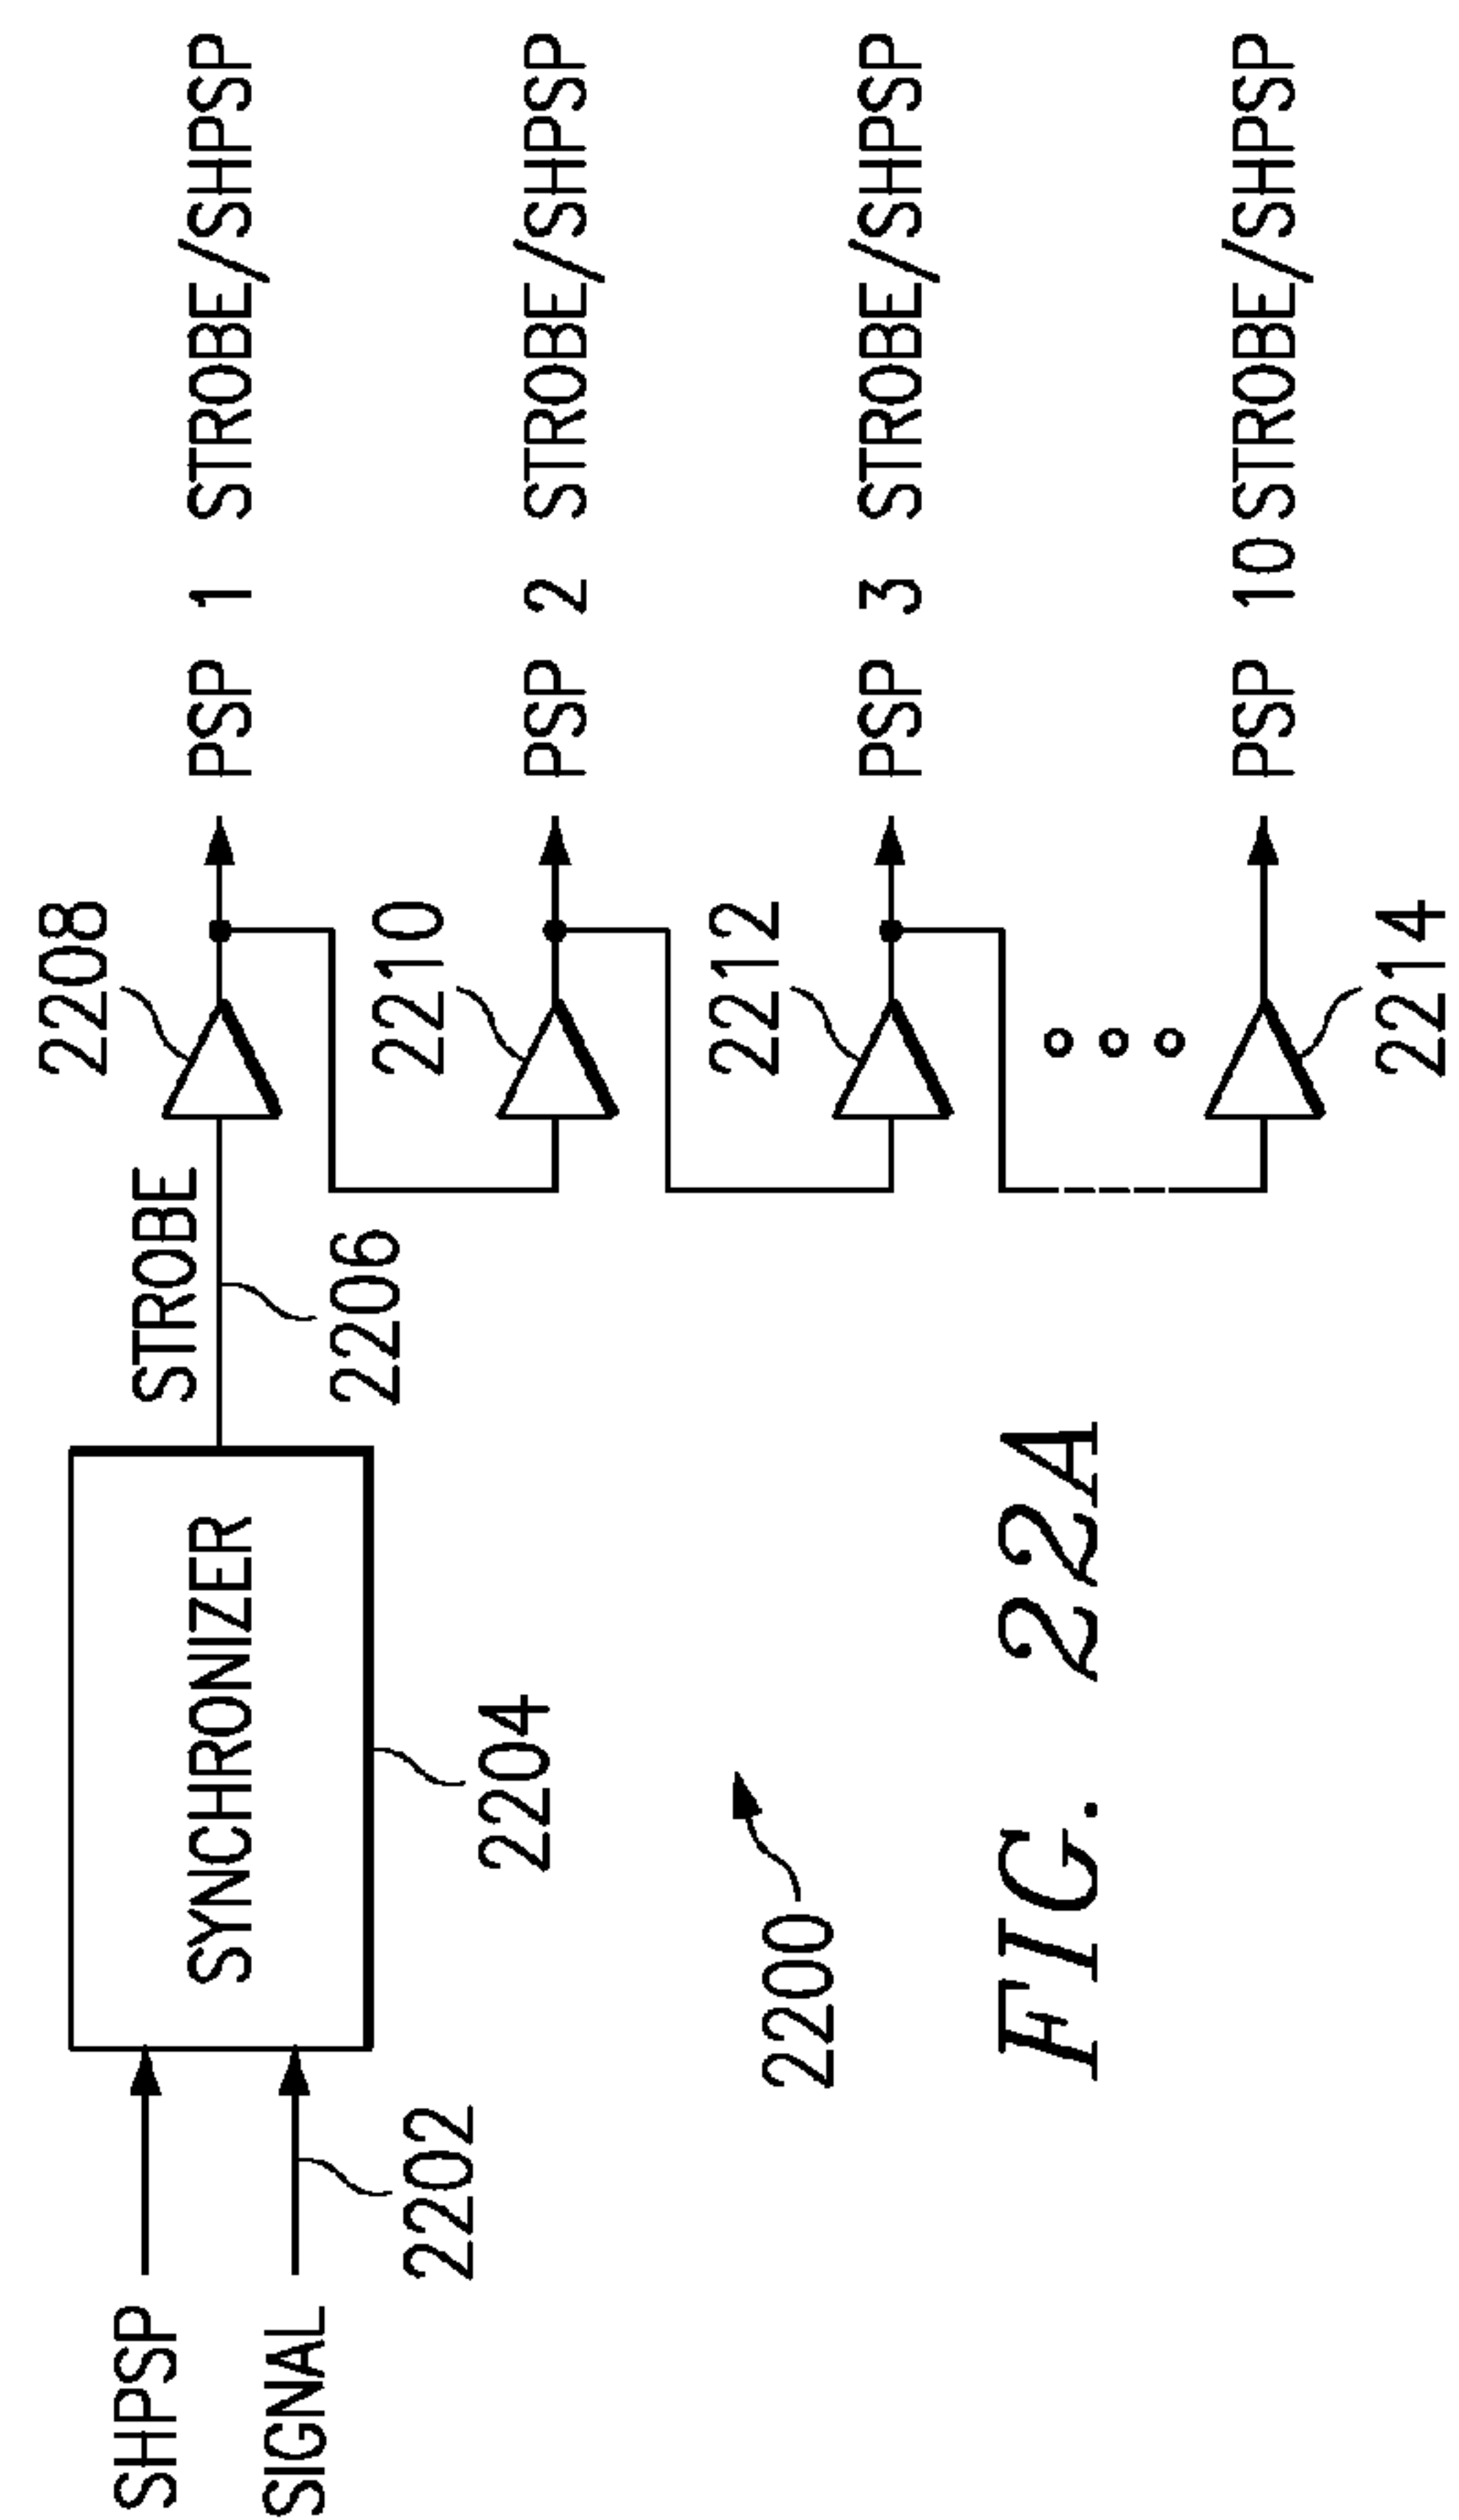 2208
STROBE
PSP 1 STROBE/SHPSP
SHPSP
SYNCHRONIZER
SIGNAL
2206
2202
2204
2210
PSP 2 STROBE/SHPSP
2212
2200
PSP 3 STROBE/SHPSP
PSP 10 STROBE/SHPSP
2214
FIG. 22A